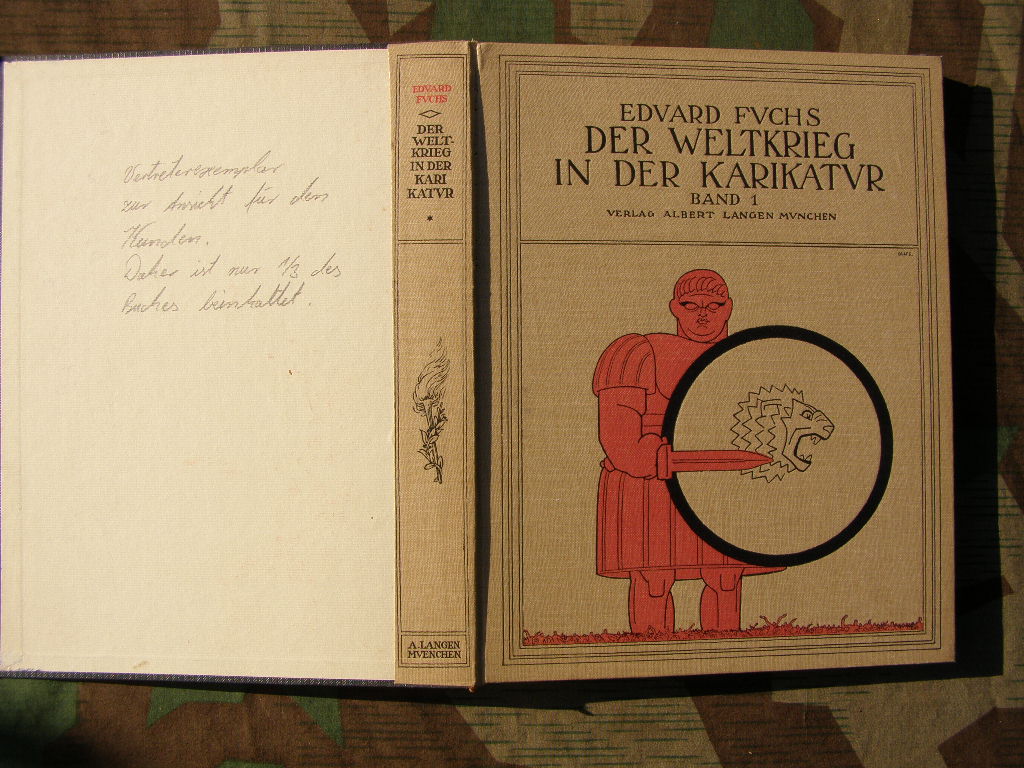 Vertreterexemplar
zur Ansicht für den
Kunden.
Daher ist nur 1/3 des
Buches beinhaltet.
EDVARD
FVCHS
DER
WELT-
KRIEG
IN DER
KARI
KATVR
*
A. LANGEN
MVENCHEN
EDVARD FVCHS
DER WELTKRIEG
IN DER KARIKATVR
BAND 1
VERLAG ALBERT LANGEN MVNCHEN